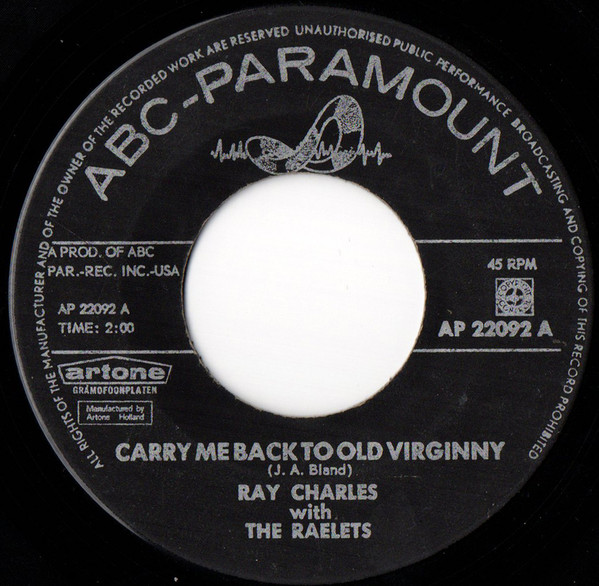 ALL RIGHTS OF THE MANUFACTURER AND OF THE OWNER OF THE RECORDED WORK ARE RESERVED UNAUTHORISED PUBLIC PERFORMANCE BROADCASTING AND COPYING OF THIS RECORD PROHIBITED
ABC-PARAMOUNT
A PROD. OF ABC
PAR.-REC. INC.-USA
45 RPM
AP 22092 A
TIME: 2:00
AP 22092 A
artone
GRAMOFOONPLATEN
Manufactured by
Artone Holland
CARRY ME BACK TO OLD VIRGINNY
(J. A. Bland)
RAY CHARLES
with
THE RAELETS